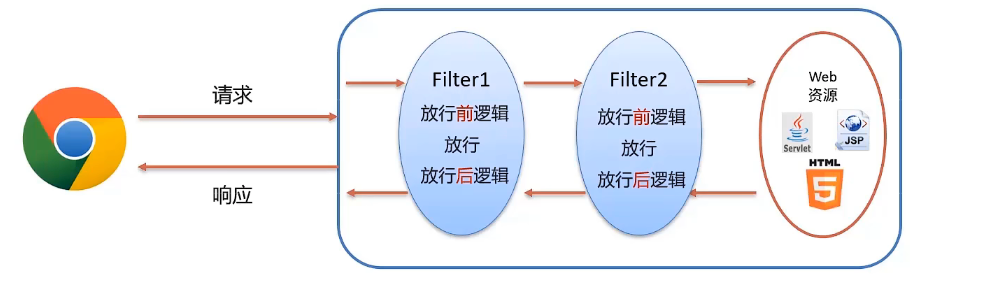 请求
响应
Filter1
放行前逻辑
放行
放行后逻辑
Filter2
放行前逻辑
放行
放行后逻辑
Web
资源
Servlet
JSP
HTML
5